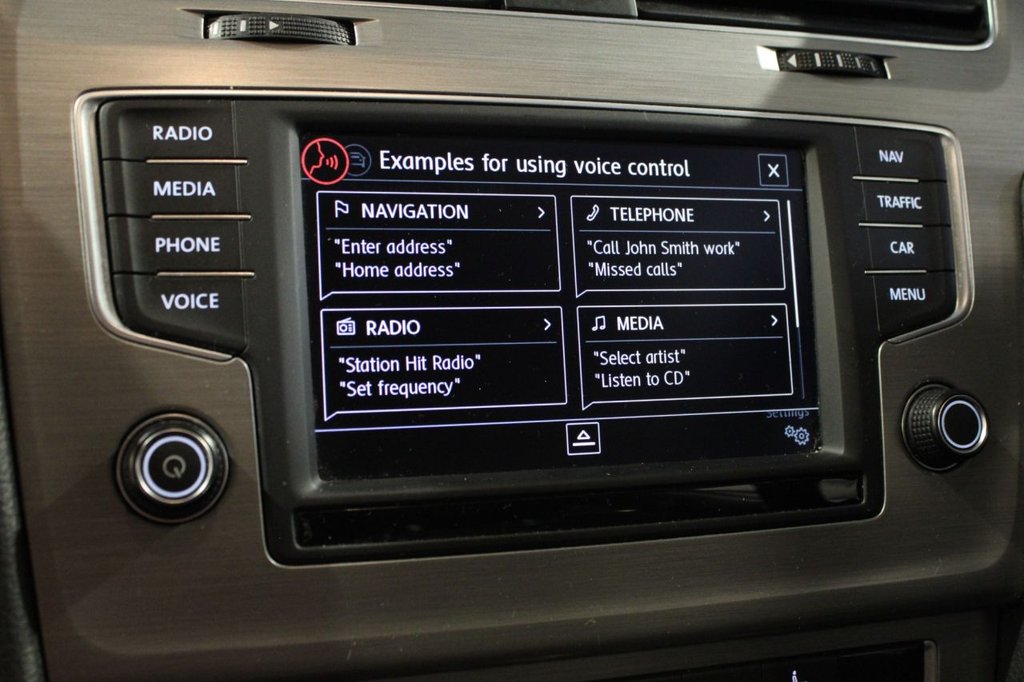 RADIO
MEDIA
PHONE
VOICE
Examples for using voice control
NAVIGATION
"Enter address"
"Home address"
TELEPHONE
"Call John Smith work"
"Missed calls"
RADIO
"Station Hit Radio"
"Set frequency"
MEDIA
"Select artist"
"Listen to CD"
Settings
NAV
TRAFFIC
CAR
MENU